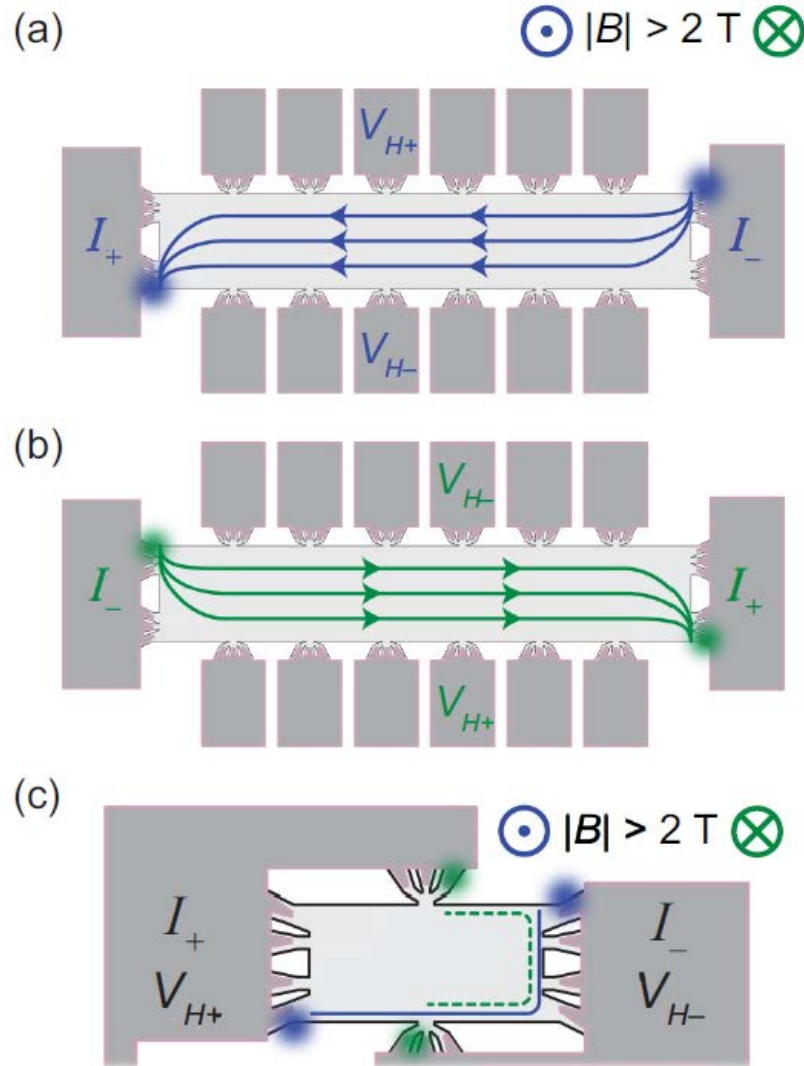 (a)
|B| > 2 T
V_{H+}
I_+ I_-
V_{H-}
(b)
V_{H-}
I_- I_+
V_{H+}
(c)
|B| > 2 T
I_+ I_-
V_{H+} V_{H-}